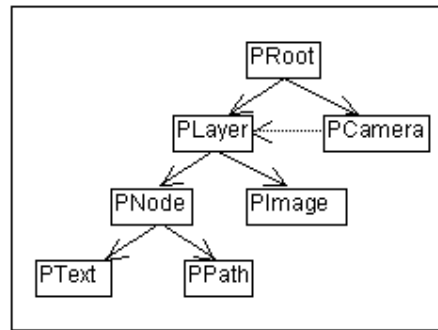 PRoot
PLayer
PCamera
PNode
PImage
PText
PPath